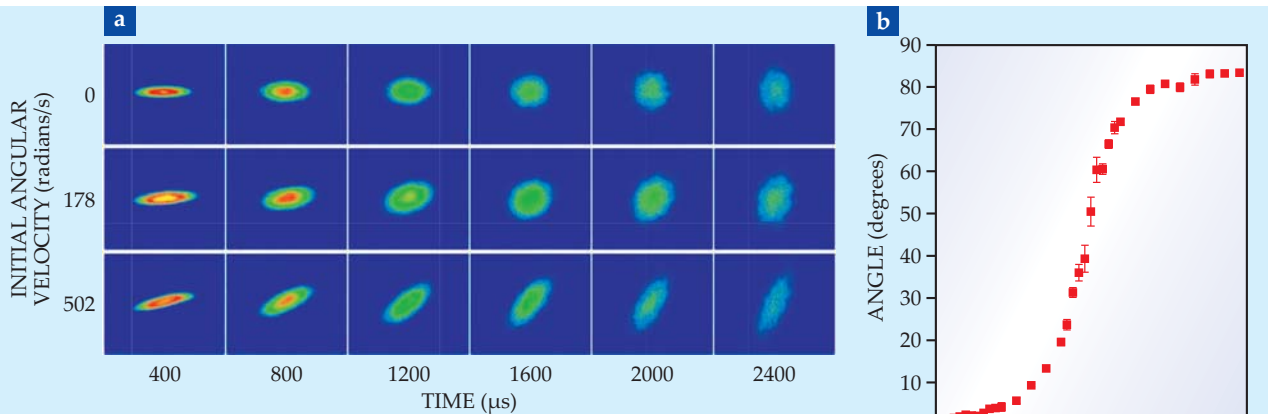 a
INITIAL ANGULAR
VELOCITY (radians/s)
0
178
502
400 800 1200 1600 2000 2400
TIME (µs)
b
ANGLE (degrees)
90
80
70
60
50
40
30
20
10